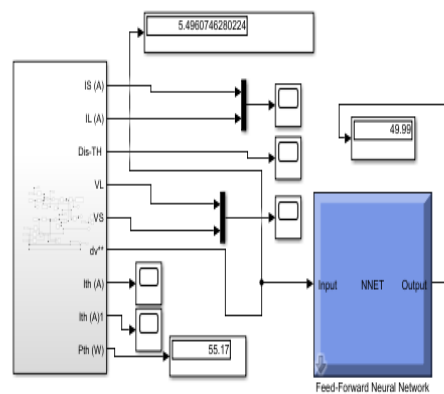 5.4960746280224
IS (A)
IL (A)
Dis-TH
VL
VS
dv**
Ith (A)
Ith (A)1
Pth (W)
55.17
49.99
Input NNET Output
Feed-Forward Neural Network